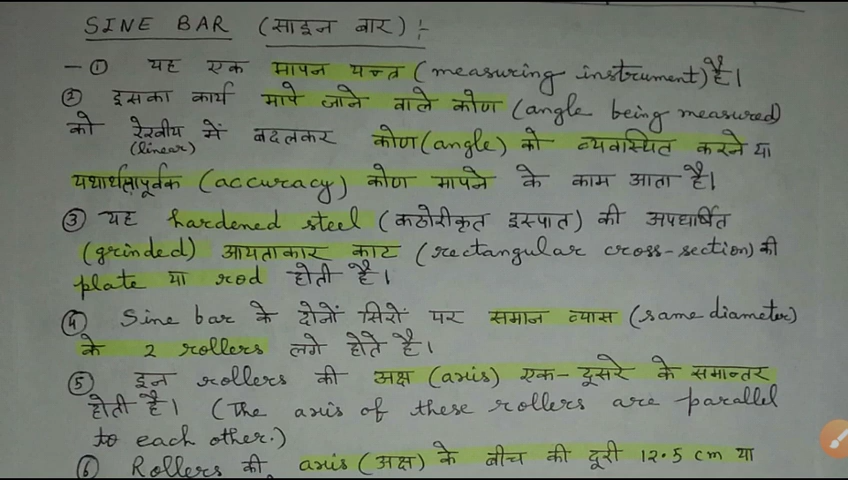 SINE BAR (साइन बार) :-
- ① यह एक मापन यन्त्र (measuring instrument) है।
② इसका कार्य मापे जाने वाले कोण (angle being measured)
को रेखीय में बदलकर कोण (angle) को व्यवस्थित करने या
(linear)
यथार्थतापूर्वक (accuracy) कोण मापने के काम आता है।
③ यह hardened steel (कठोरीकृत इस्पात) की अपघर्षित
(grinded) आयताकार काट (rectangular cross-section) की
plate या rod होती है।
④ Sine bar के दोनों सिरों पर समान व्यास (same diameter)
के 2 rollers लगे होते है।
⑤ इन rollers की अक्ष (axis) एक-दूसरे के समान्तर
होती है। (The axis of these rollers are parallel
to each other.)
⑥ Rollers की axis (अक्ष) के बीच की दूरी 12.5 cm या